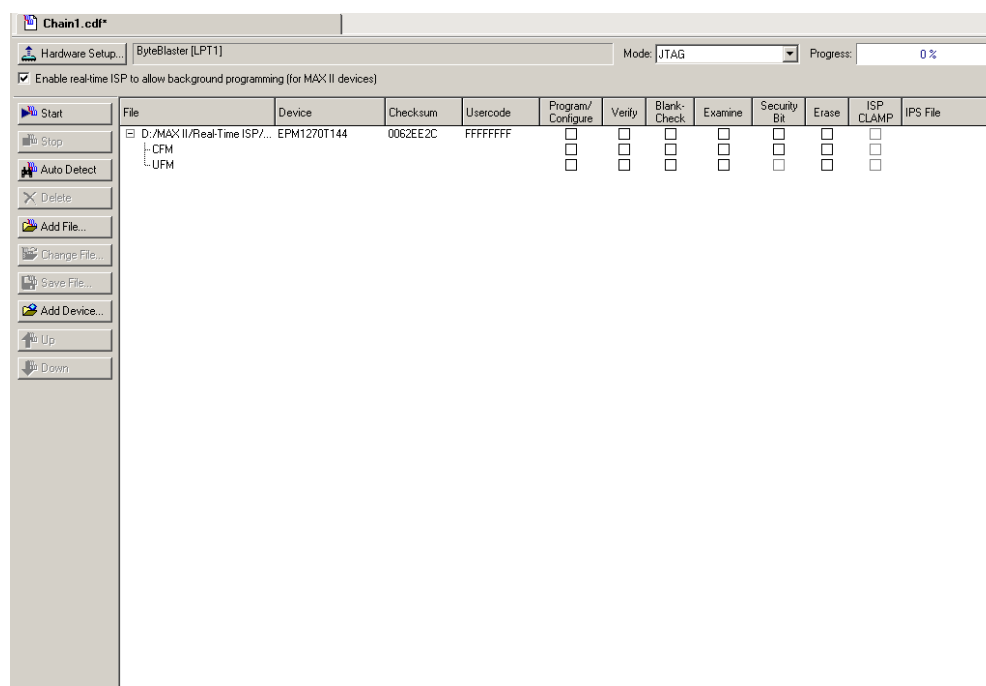 Chain1.cdf*
Hardware Setup... ByteBlaster [LPT1] Mode: JTAG Progress: 0 %
Enable real-time ISP to allow background programming (for MAX II devices)
Start
Stop
Auto Detect
Delete
Add File...
Change File...
Save File...
Add Device...
Up
Down
File Device Checksum Usercode Program/ Configure Verify Blank- Check Examine Security Bit Erase ISP CLAMP IPS File
D:/MAX II/Real-Time ISP/... EPM1270T144 0062EE2C FFFFFFFF
CFM
UFM